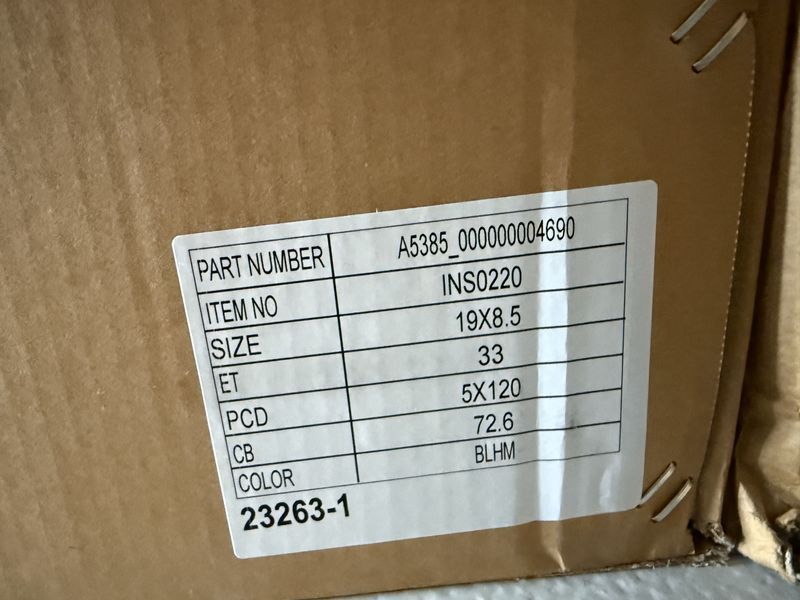 PART NUMBER A5385_000000004690
ITEM NO INS0220
SIZE 19X8.5
ET 33
PCD 5X120
CB 72.6
COLOR BLHM
23263-1